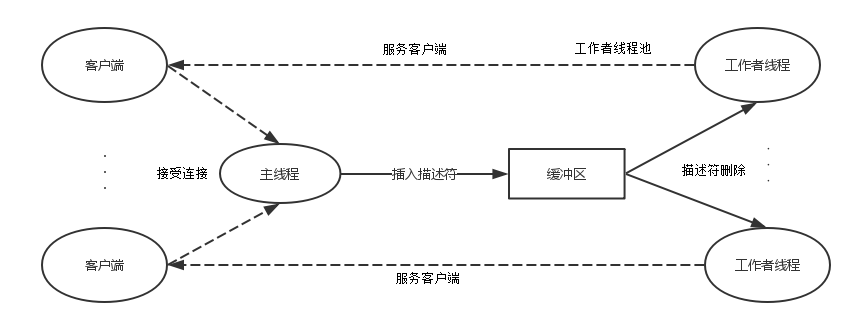 服务客户端
工作者线程池
客户端
工作者线程
接受连接
主线程
插入描述符
缓冲区
描述符删除
客户端
服务客户端
工作者线程